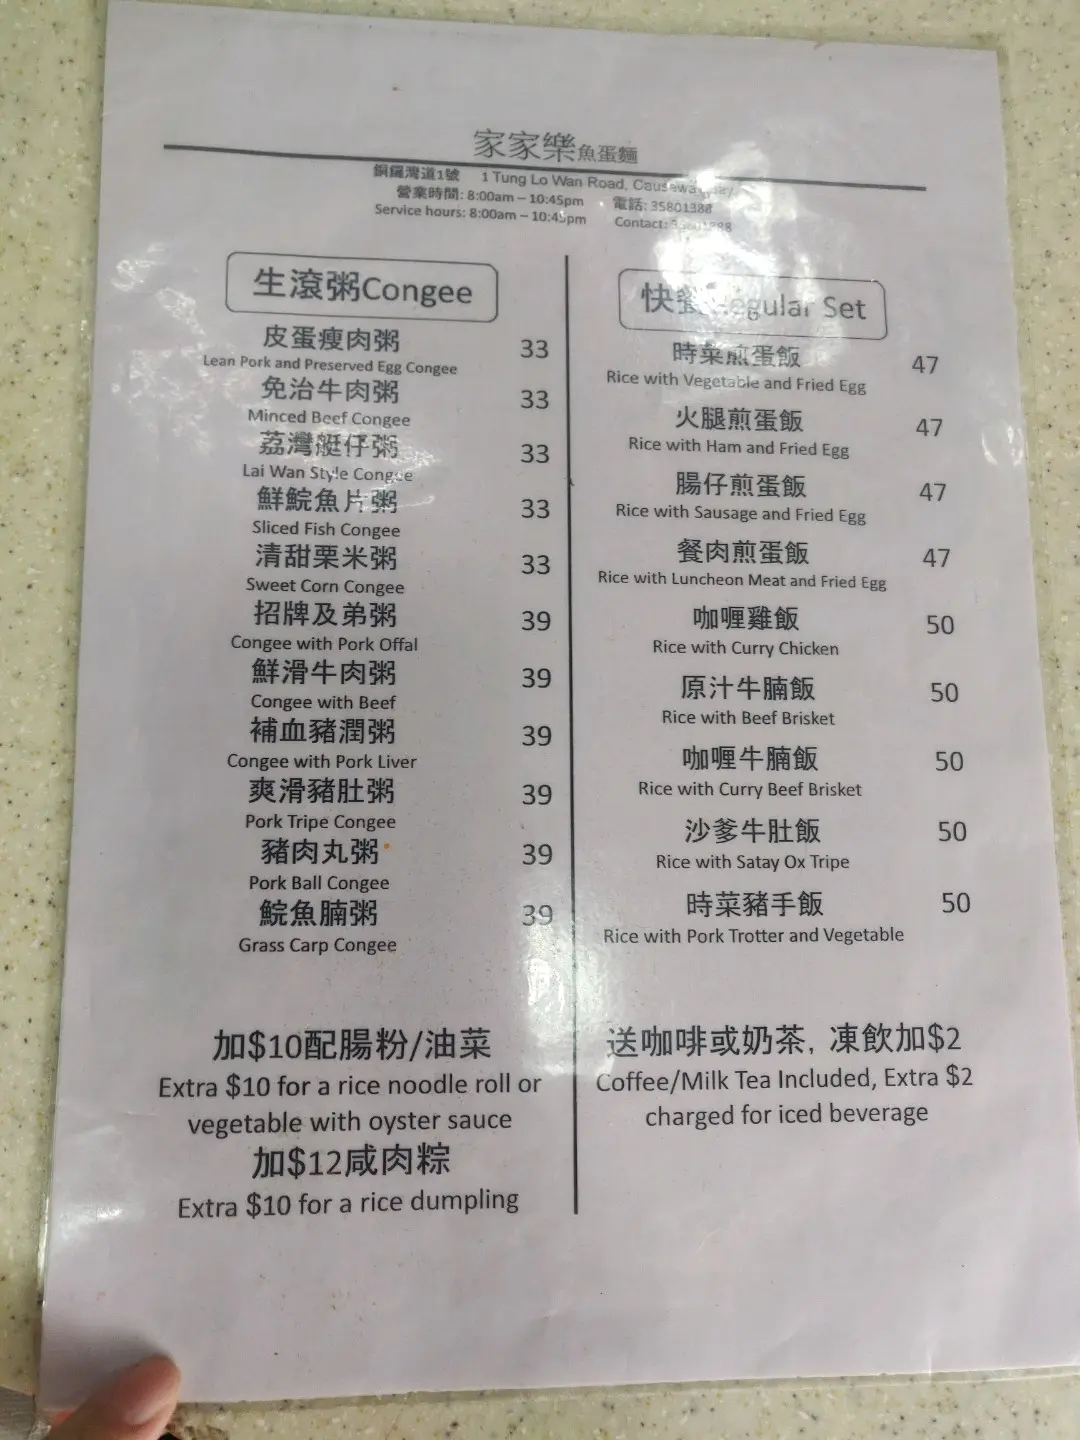 家家樂魚蛋麵
銅鑼灣道1號 1 Tung Lo Wan Road, Causeway Bay
營業時間: 8:00am – 10:45pm 電話: 35801388
Service hours: 8:00am – 10:45pm Contact:
生滾粥Congee
皮蛋瘦肉粥 33
Lean Pork and Preserved Egg Congee
免治牛肉粥 33
Minced Beef Congee
荔灣艇仔粥 33
Lai Wan Style Congee
鮮鯇魚片粥 33
Sliced Fish Congee
清甜栗米粥 33
Sweet Corn Congee
招牌及弟粥 39
Congee with Pork Offal
鮮滑牛肉粥 39
Congee with Beef
補血豬潤粥 39
Congee with Pork Liver
爽滑豬肚粥 39
Pork Tripe Congee
豬肉丸粥 39
Pork Ball Congee
鯇魚腩粥 39
Grass Carp Congee
加$10配腸粉/油菜
Extra $10 for a rice noodle roll or
vegetable with oyster sauce
加$12咸肉粽
Extra $10 for a rice dumpling
快餐Regular Set
時菜煎蛋飯 47
Rice with Vegetable and Fried Egg
火腿煎蛋飯 47
Rice with Ham and Fried Egg
腸仔煎蛋飯 47
Rice with Sausage and Fried Egg
餐肉煎蛋飯 47
Rice with Luncheon Meat and Fried Egg
咖喱雞飯 50
Rice with Curry Chicken
原汁牛腩飯 50
Rice with Beef Brisket
咖喱牛腩飯 50
Rice with Curry Beef Brisket
沙爹牛肚飯 50
Rice with Satay Ox Tripe
時菜豬手飯 50
Rice with Pork Trotter and Vegetable
送咖啡或奶茶, 凍飲加$2
Coffee/Milk Tea Included, Extra $2
charged for iced beverage